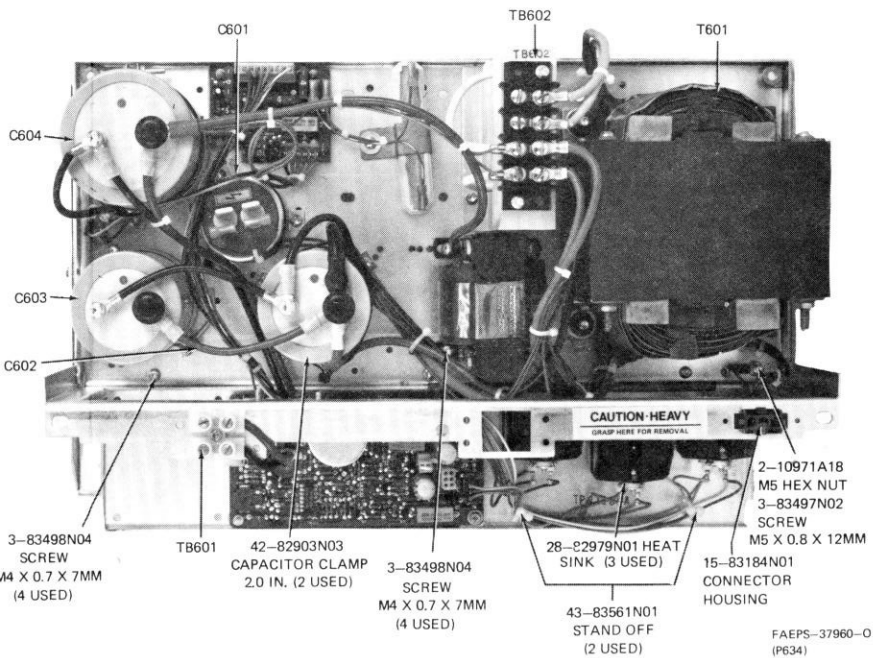 C601
TB602
T601
TB602
C604
C603
C602
CAUTION-HEAVY
GRASP HERE FOR REMOVAL
2-10971A18
M5 HEX NUT
3-83497N02
SCREW
M5 X 0.8 X 12MM
3-83498N04
SCREW
M4 X 0.7 X 7MM
(4 USED)
TB601
42-82903N03
CAPACITOR CLAMP
2.0 IN. (2 USED)
3-83498N04
SCREW
M4 X 0.7 X 7MM
(4 USED)
28-82979N01 HEAT
SINK (3 USED)
15-83184N01
CONNECTOR
HOUSING
43-83561N01
STAND OFF
(2 USED)
FAEPS-37960-O
(P634)